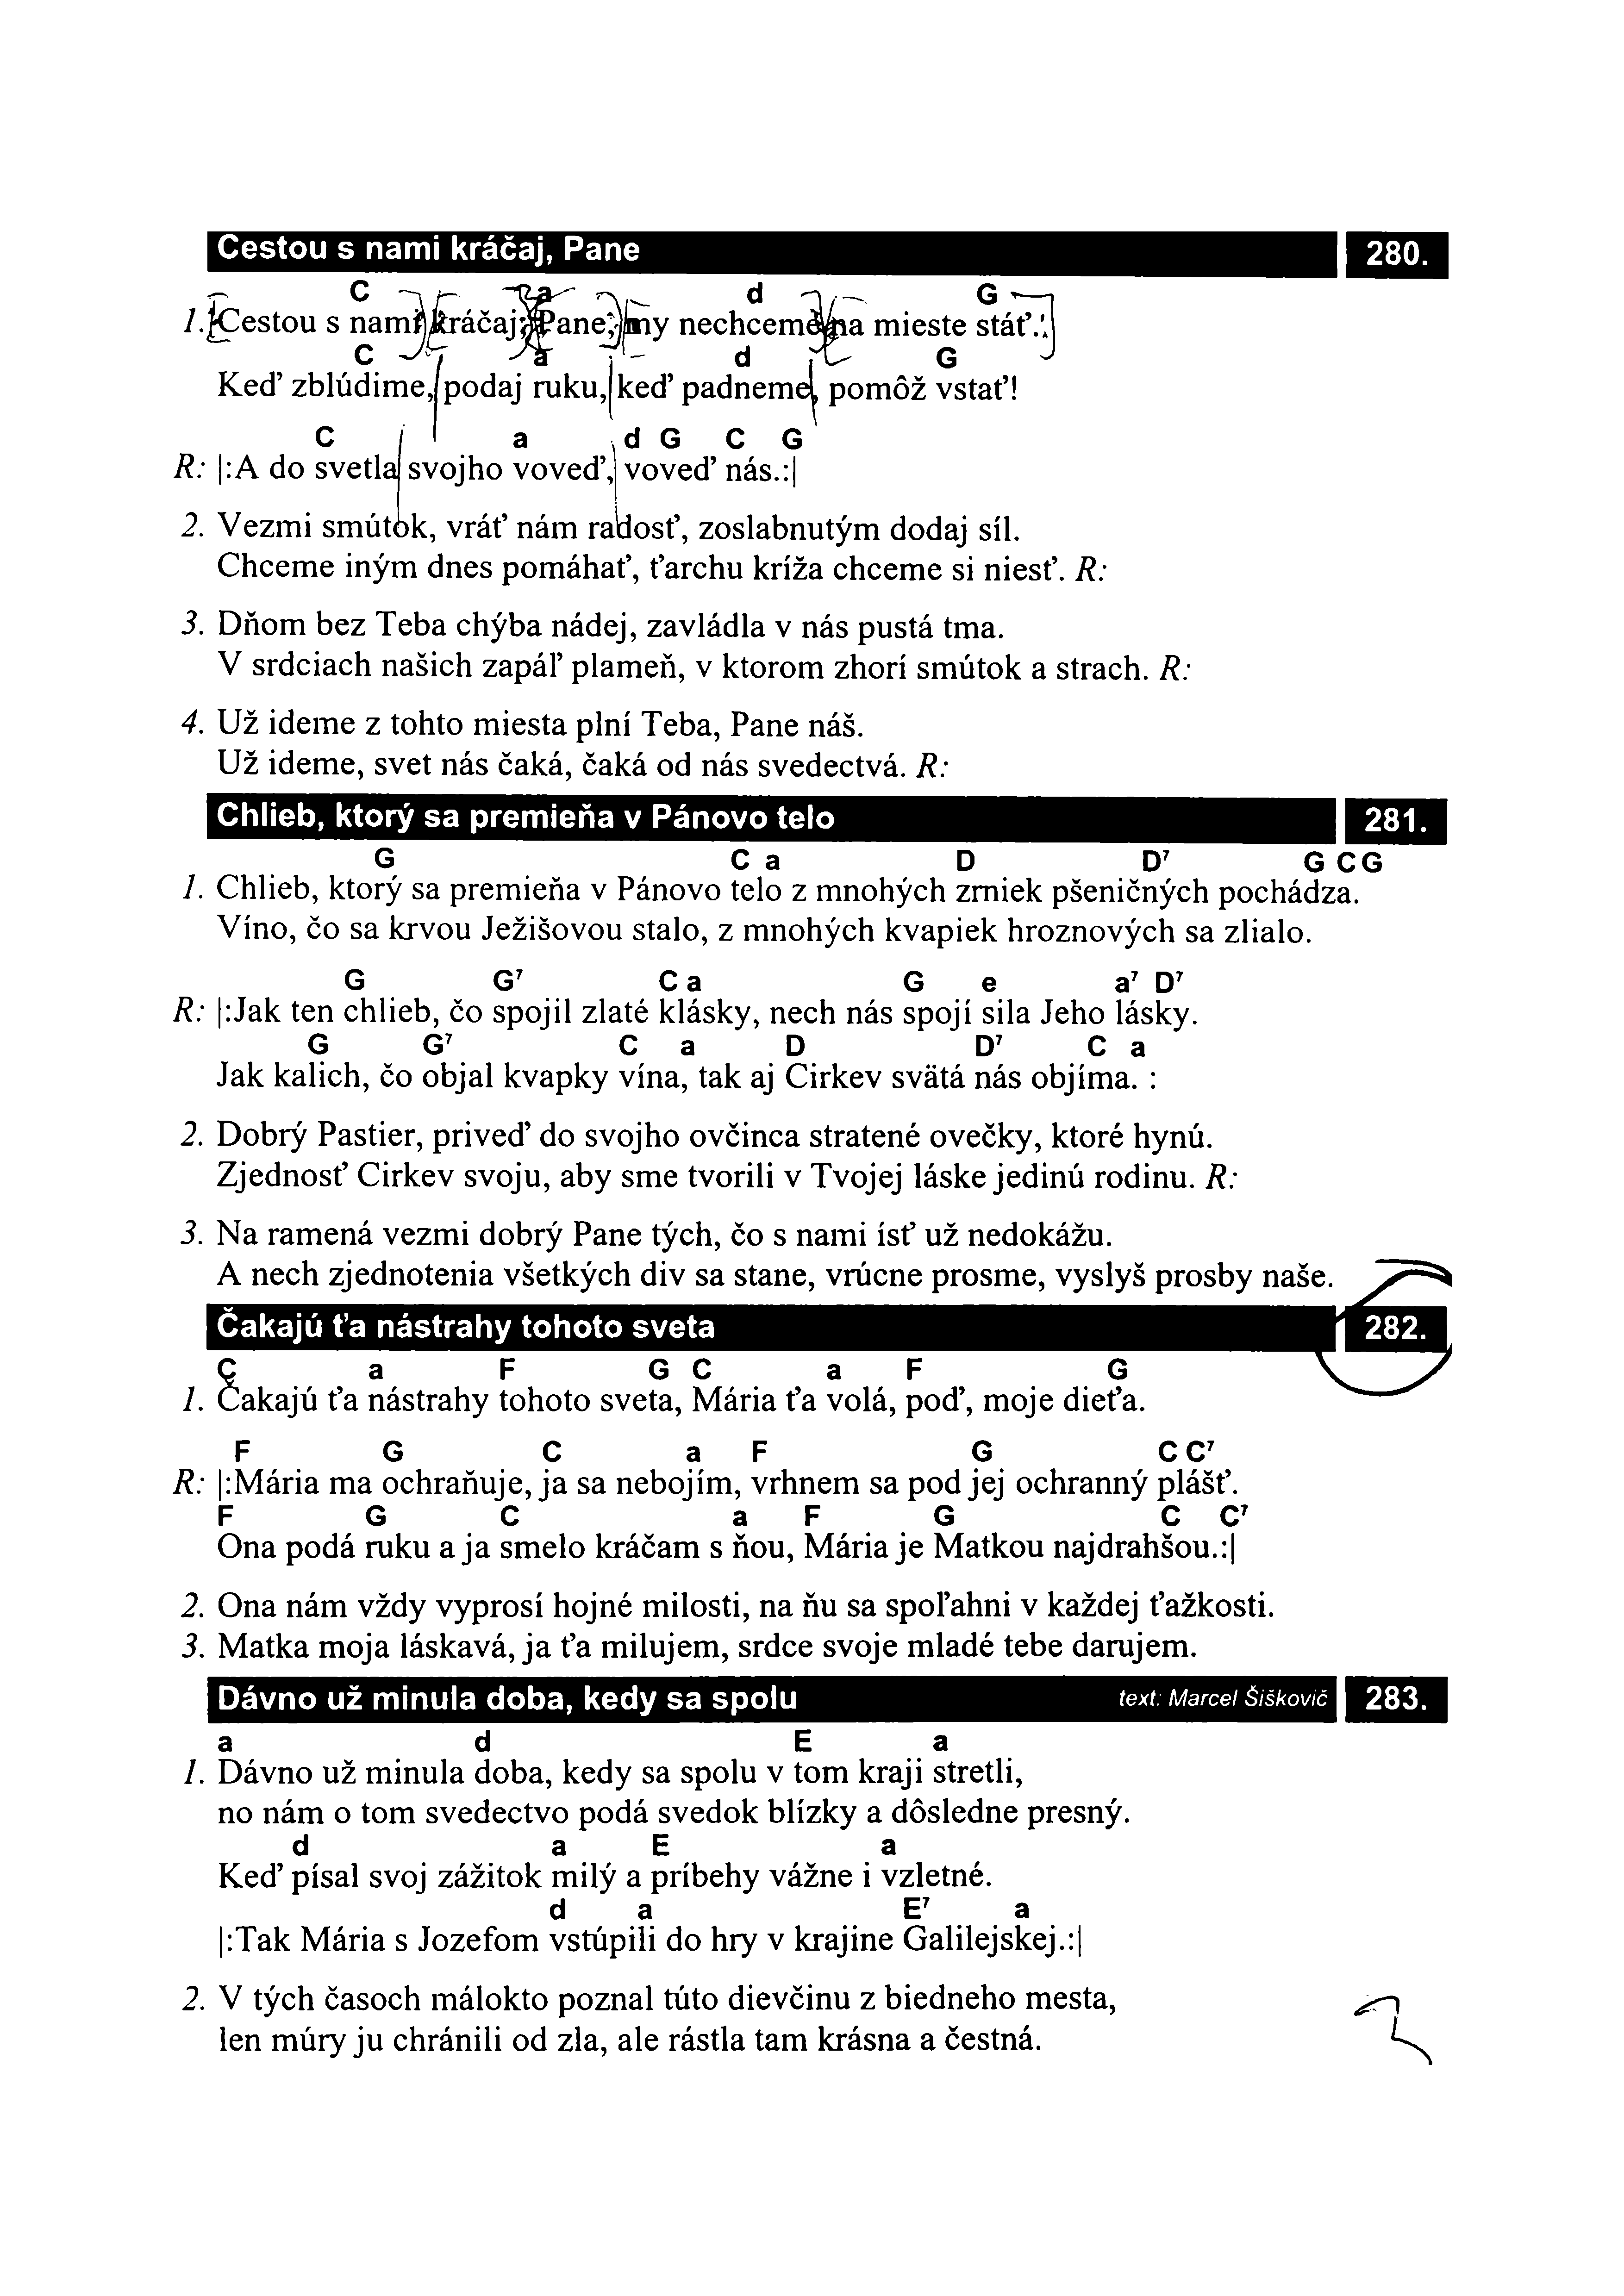 Cestou s nami kráčaj, Pane 280.
C a d G
1. Cestou s nami kráčaj, Pane, my nechceme na mieste stáť.
C a d G
Keď zblúdime, podaj ruku, keď padneme, pomôž vstať!
C a d G C G
R: |:A do svetla svojho voveď, voveď nás.:|
2. Vezmi smútok, vráť nám radosť, zoslabnutým dodaj síl.
Chceme iným dnes pomáhať, ťarchu kríža chceme si niesť. R:
3. Dňom bez Teba chýba nádej, zavládla v nás pustá tma.
V srdciach našich zapáľ plameň, v ktorom zhorí smútok a strach. R:
4. Už ideme z tohto miesta plní Teba, Pane náš.
Už ideme, svet nás čaká, čaká od nás svedectvá. R:
Chlieb, ktorý sa premieňa v Pánovo telo 281.
G C a D D7 G C G
1. Chlieb, ktorý sa premieňa v Pánovo telo z mnohých zrniek pšeničných pochádza.
Víno, čo sa krvou Ježišovou stalo, z mnohých kvapiek hroznových sa zlialo.
G G7 C a G e a7 D7
R: |:Jak ten chlieb, čo spojil zlaté klásky, nech nás spojí sila Jeho lásky.
G G7 C a D D7 C a
Jak kalich, čo objal kvapky vína, tak aj Cirkev svätá nás objíma. :
2. Dobrý Pastier, priveď do svojho ovčinca stratené ovečky, ktoré hynú.
Zjednosť Cirkev svoju, aby sme tvorili v Tvojej láske jedinú rodinu. R:
3. Na ramená vezmi dobrý Pane tých, čo s nami ísť už nedokážu.
A nech zjednotenia všetkých div sa stane, vrúcne prosme, vyslyš prosby naše.
Čakajú ťa nástrahy tohoto sveta 282.
C a F G C a F G
1. Čakajú ťa nástrahy tohoto sveta, Mária ťa volá, poď, moje dieťa.
F G C a F G C C7
R: |:Mária ma ochraňuje, ja sa nebojím, vrhnem sa pod jej ochranný plášť.
F G C a F G C C7
Ona podá ruku a ja smelo kráčam s ňou, Mária je Matkou najdrahšou.:|
2. Ona nám vždy vyprosí hojné milosti, na ňu sa spoľahni v každej ťažkosti.
3. Matka moja láskavá, ja ťa milujem, srdce svoje mladé tebe darujem.
Dávno už minula doba, kedy sa spolu text: Marcel Šiškovič 283.
a d E a
1. Dávno už minula doba, kedy sa spolu v tom kraji stretli,
no nám o tom svedectvo podá svedok blízky a dôsledne presný.
d a E a
Keď písal svoj zážitok milý a príbehy vážne i vzletné.
d a E7 a
|:Tak Mária s Jozefom vstúpili do hry v krajine Galilejskej.:|
2. V tých časoch málokto poznal túto dievčinu z biedneho mesta,
len múry ju chránili od zla, ale rástla tam krásna a čestná.